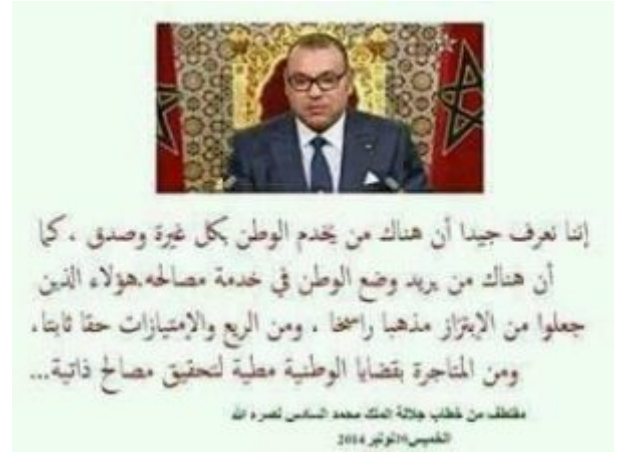 إننا نعرف جيدا أن هناك من يخدم الوطن بكل غيرة وصدق ، كما
أن هناك من يريد وضع الوطن في خدمة مصالحه.هؤلاء الذين
جعلوا من الإبتزاز مذهبا راسخا ، ومن الريع والإمتيازات حقا ثابتا،
ومن المتاجرة بقضايا الوطنية مطية لتحقيق مصالح ذاتية...
مقتطف من خطاب جلالة الملك محمد السادس نصره الله
الخميس 6نونبر 2014